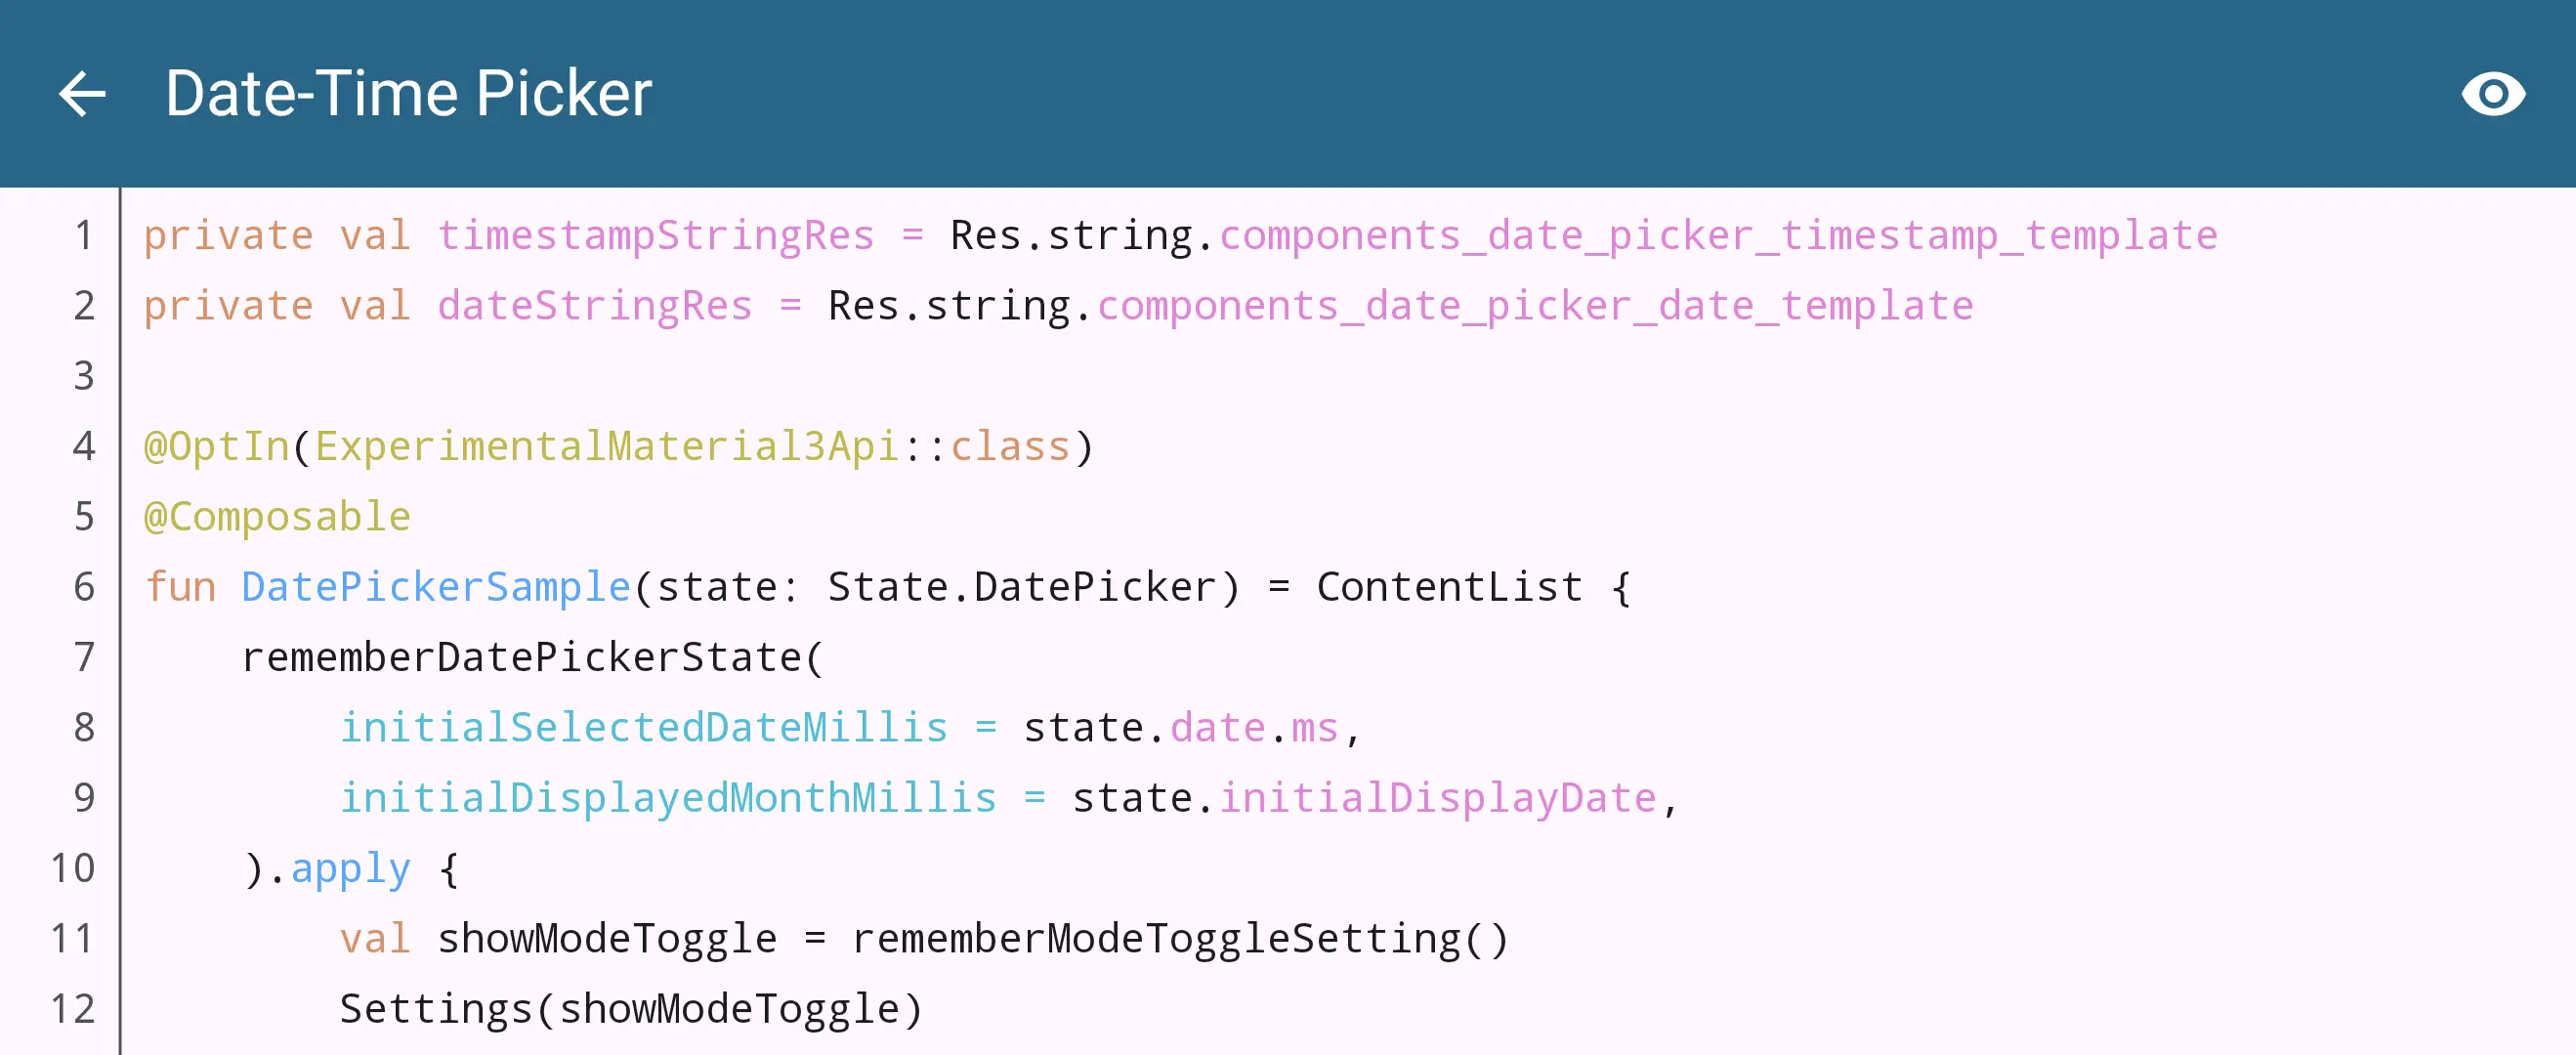 Date-Time Picker
1 private val timestampStringRes = Res.string.components_date_picker_timestamp_template
2 private val dateStringRes = Res.string.components_date_picker_date_template
3
4 @OptIn(ExperimentalMaterial3Api::class)
5 @Composable
6 fun DatePickerSample(state: State.DatePicker) = ContentList {
7     rememberDatePickerState(
8         initialSelectedDateMillis = state.date.ms,
9         initialDisplayedMonthMillis = state.initialDisplayDate,
10     ).apply {
11         val showModeToggle = rememberModeToggleSetting()
12         Settings(showModeToggle)